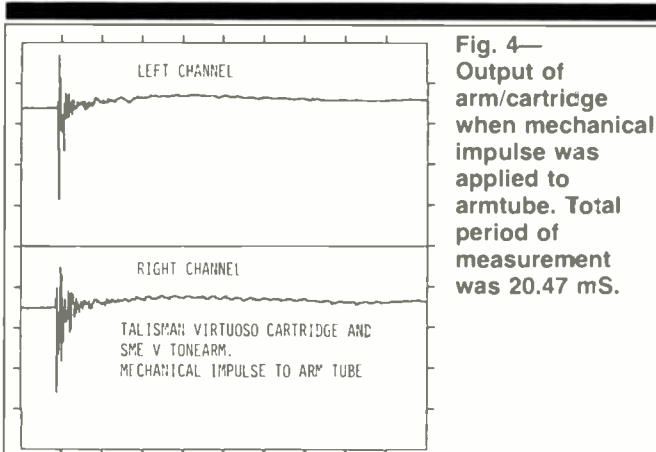 LEFT CHANNEL
RIGHT CHANNEL
TALISMAN VIRTUOSO CARTRIDGE AND
SME V TONEARM.
MECHANICAL IMPULSE TO ARM TUBE
Fig. 4—
Output of
arm/cartridge
when mechanical
impulse was
applied to
armtube. Total
period of
measurement
was 20.47 mS.